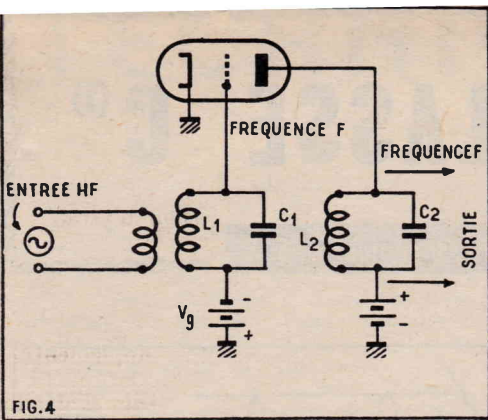 FREQUENCE F
FREQUENCEF
ENTREE HF
L1
C1
L2
C2
SORTIE
Vg
-
+
+
-
FIG.4